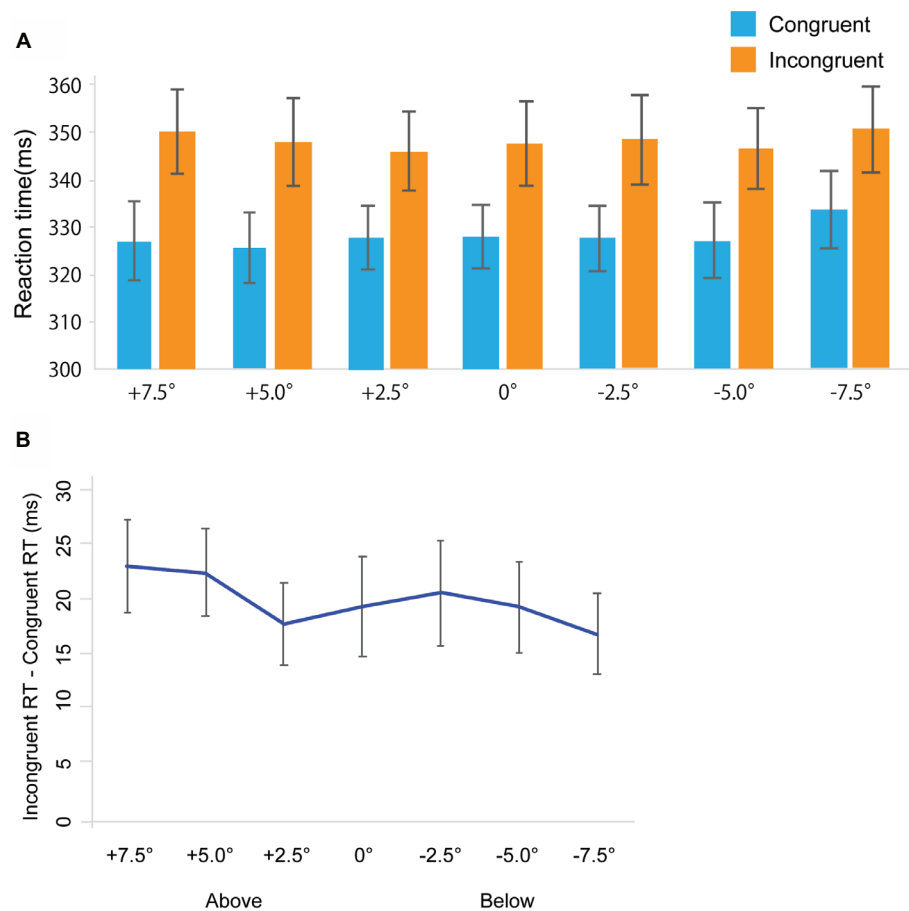 A
Congruent
Incongruent
Reaction time(ms)
360
350
340
330
320
310
300
+7.5° +5.0° +2.5° 0° -2.5° -5.0° -7.5°
B
Incongruent RT - Congruent RT (ms)
30
25
20
15
10
5
0
+7.5° +5.0° +2.5° 0° -2.5° -5.0° -7.5°
Above Below